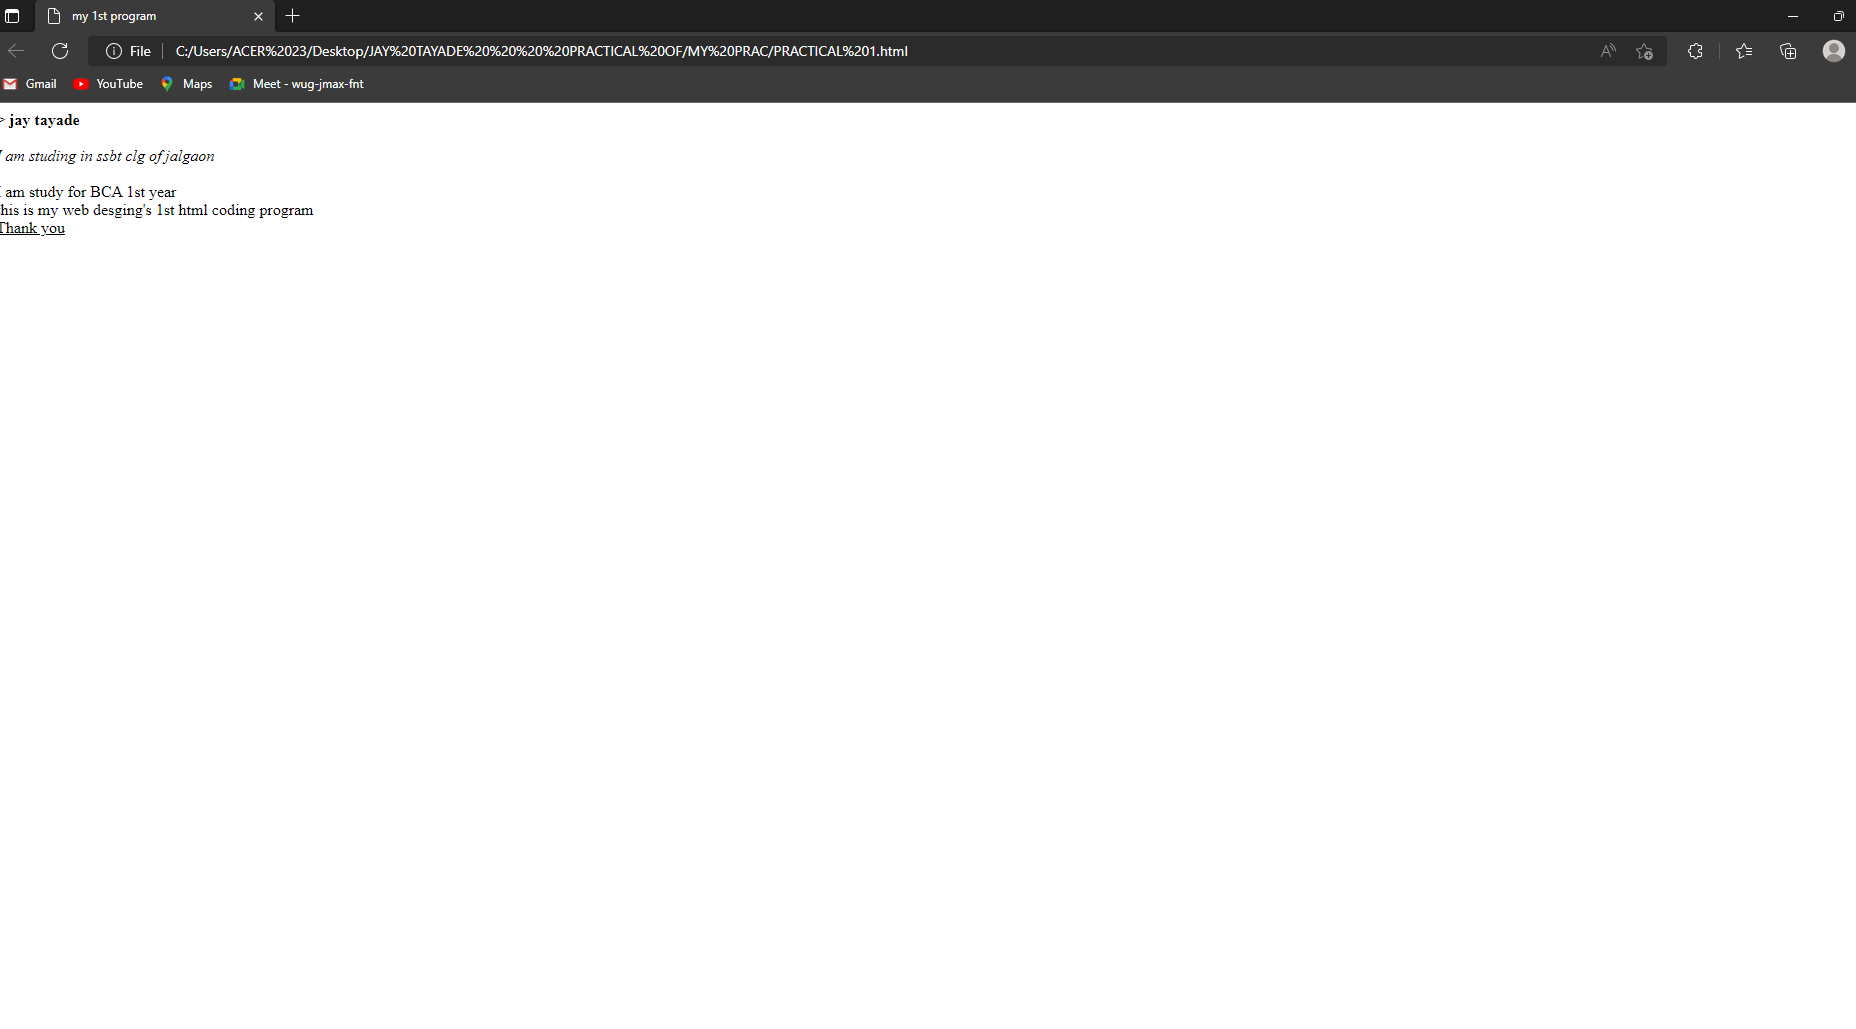 my 1st program
File C:/Users/ACER%2023/Desktop/JAY%20TAYADE%20%20%20%20PRACTICAL%20OF/MY%20PRAC/PRACTICAL%201.html
Gmail YouTube Maps Meet - wug-jmax-fnt
> jay tayade
I am studing in ssbt clg of jalgaon
I am study for BCA 1st year
his is my web desging's 1st html coding program
Thank you